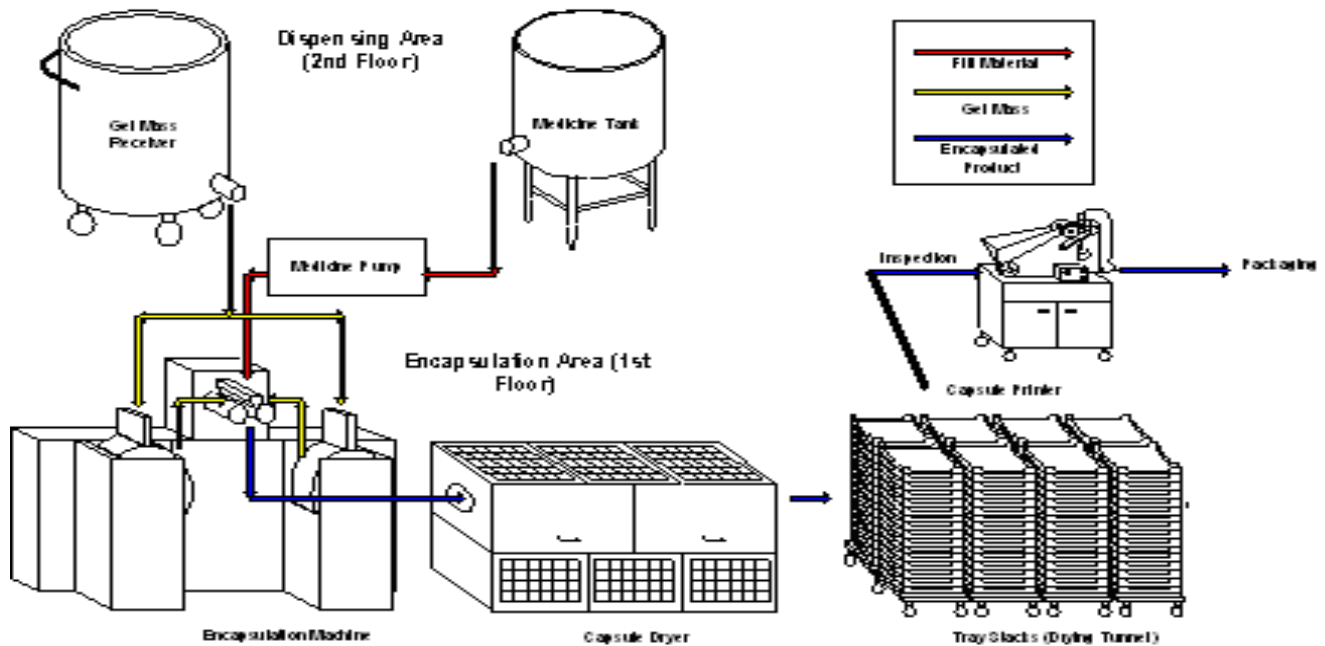 Dispensing Area
(2nd Floor)
Gel Mass
Receiver
Medicine Tank
Fill Material
Gel Mass
Encapsulated
Product
Medicine Pump
Inspection
Packaging
Encapsulation Area (1st
Floor)
Capsule Printer
Encapsulation Machine
Capsule Dryer
Tray Stacks (Drying Tunnel)